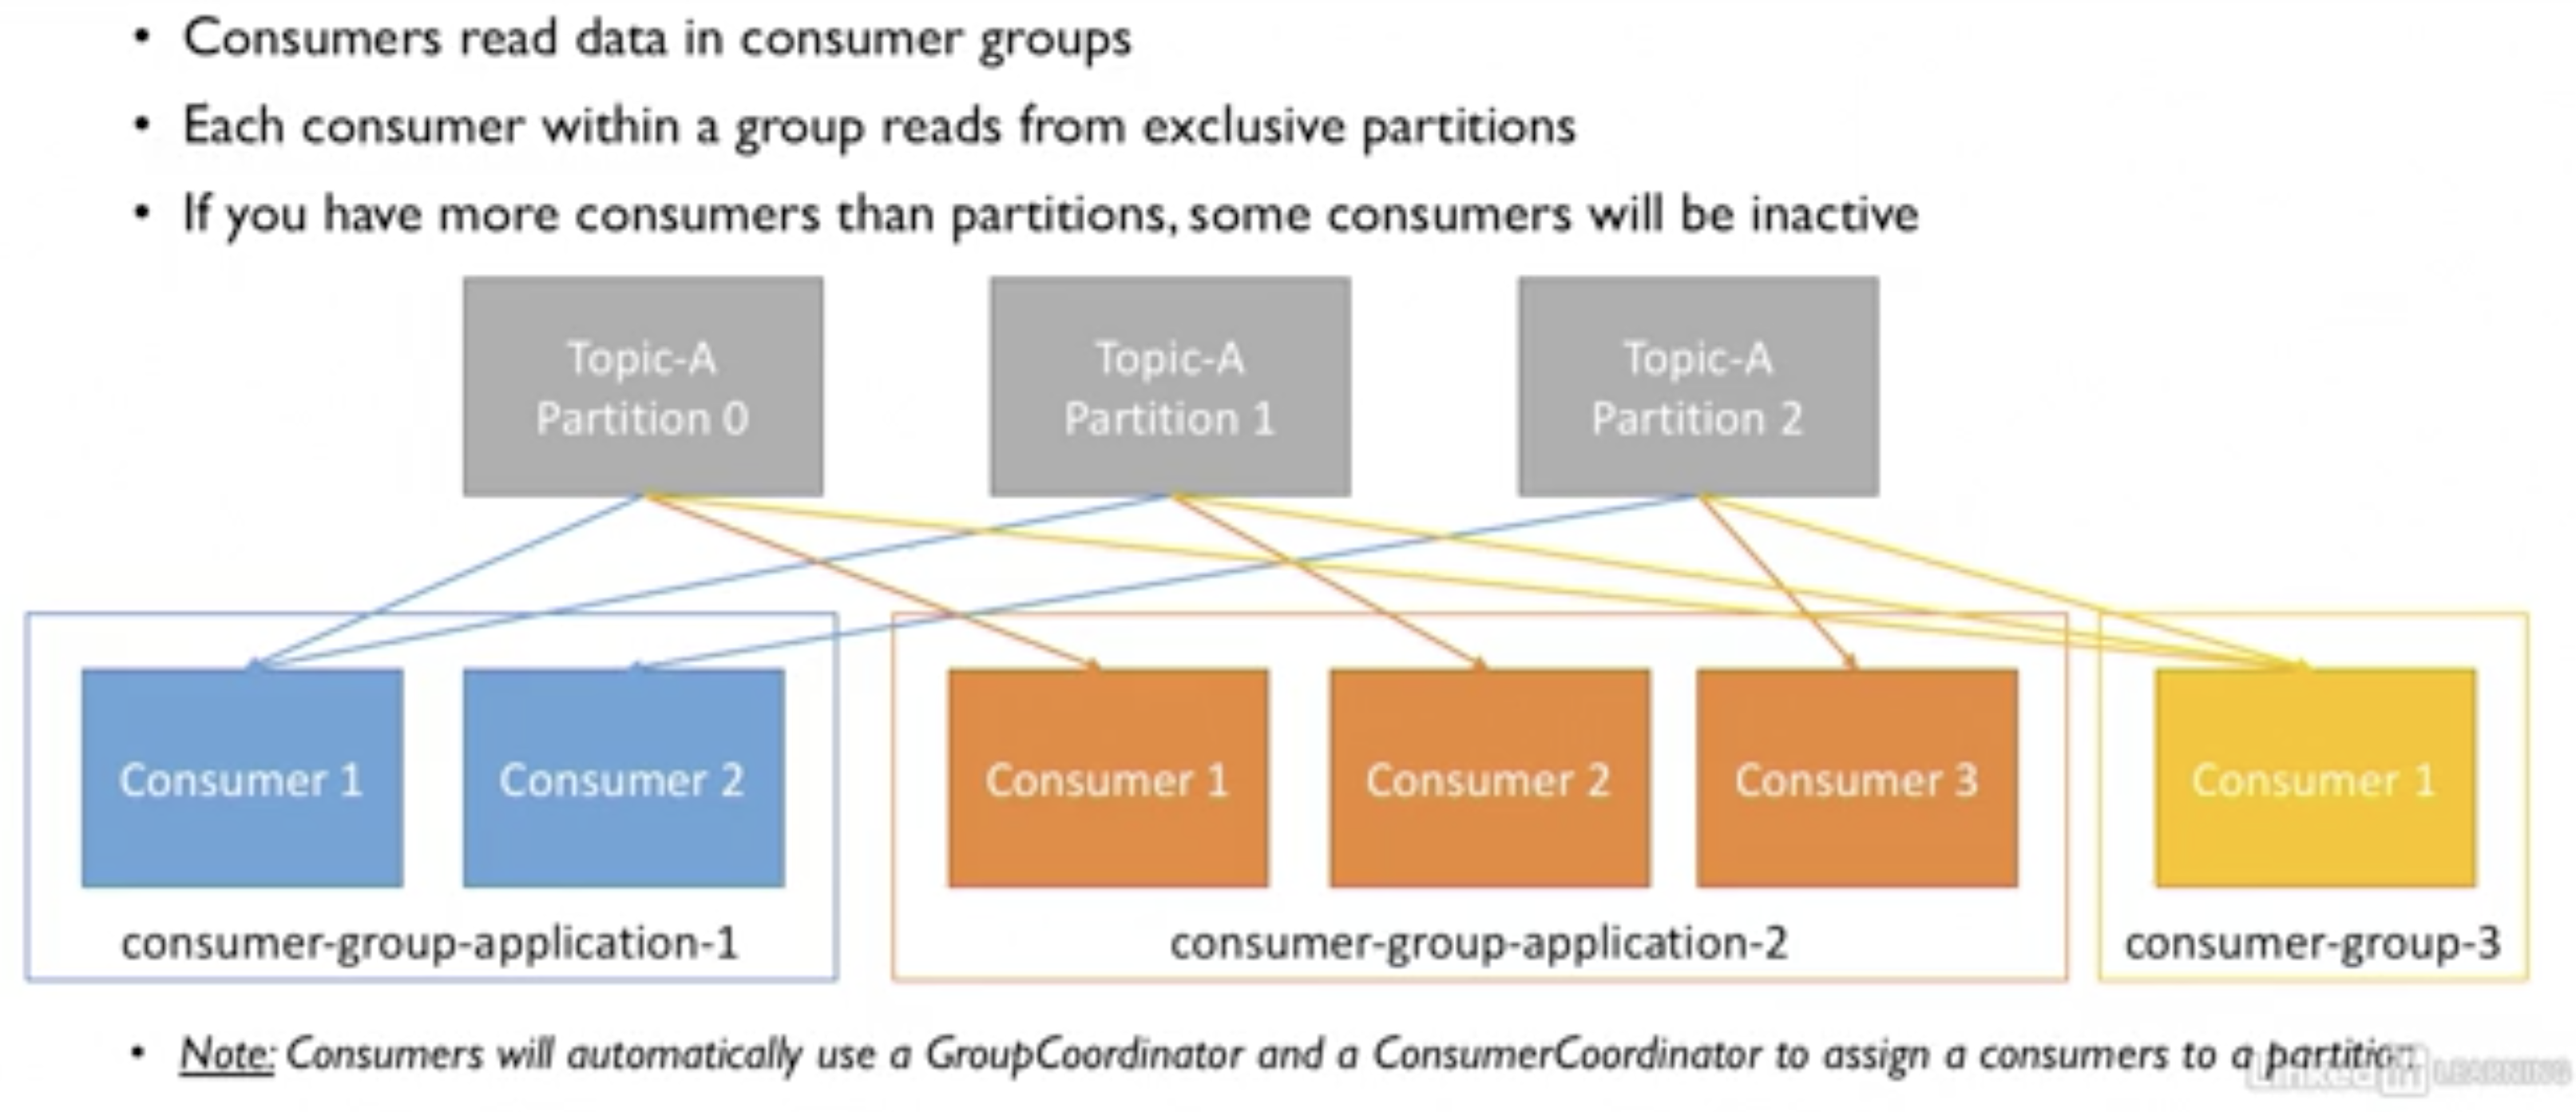 • Consumers read data in consumer groups
• Each consumer within a group reads from exclusive partitions
• If you have more consumers than partitions, some consumers will be inactive
Topic-A
Partition 0
Topic-A
Partition 1
Topic-A
Partition 2
Consumer 1
Consumer 2
Consumer 1
Consumer 2
Consumer 3
Consumer 1
consumer-group-application-1
consumer-group-application-2
consumer-group-3
• Note: Consumers will automatically use a GroupCoordinator and a ConsumerCoordinator to assign a consumers to a partition
Linked in LEARNING